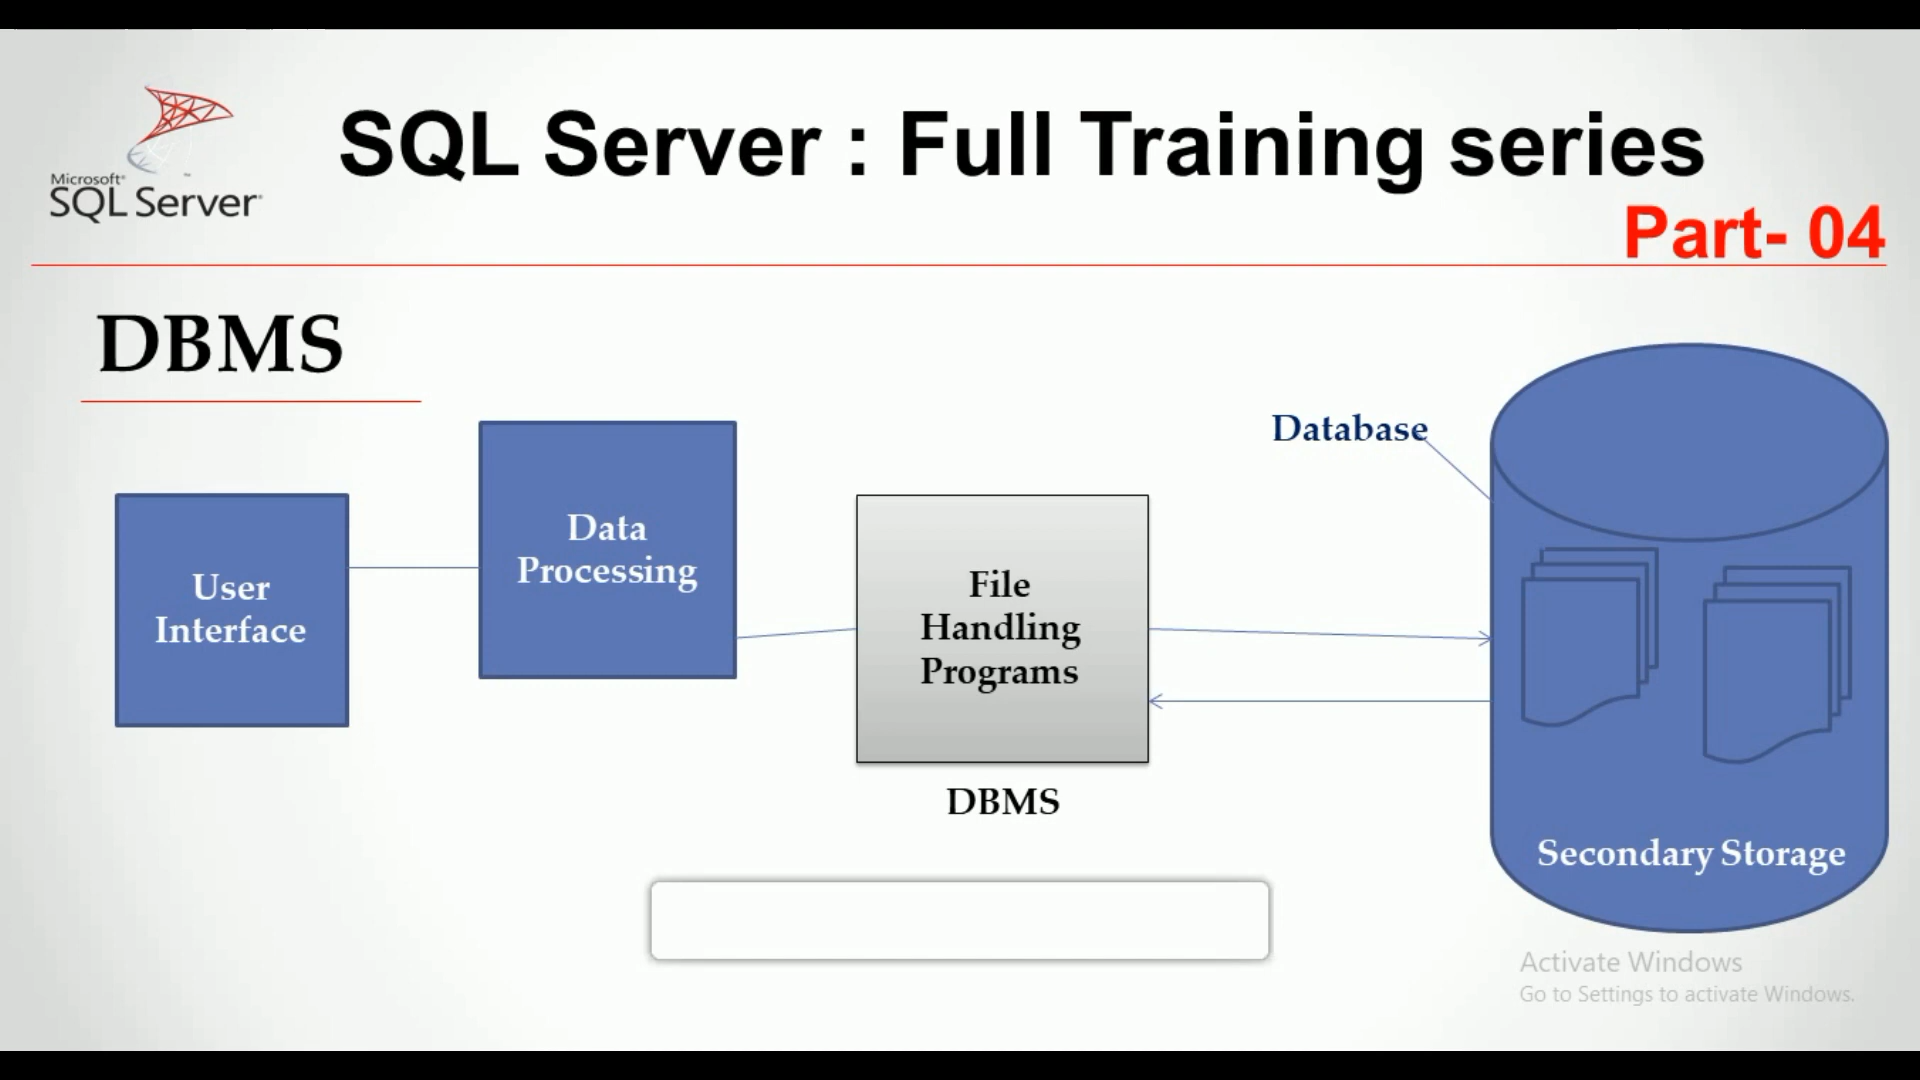 SQL Server : Full Training series
Microsoft
SQL Server
Part- 04
DBMS
Database
Data
Processing
User
Interface
File
Handling
Programs
DBMS
Secondary Storage
Activate Windows
Go to Settings to activate Windows.